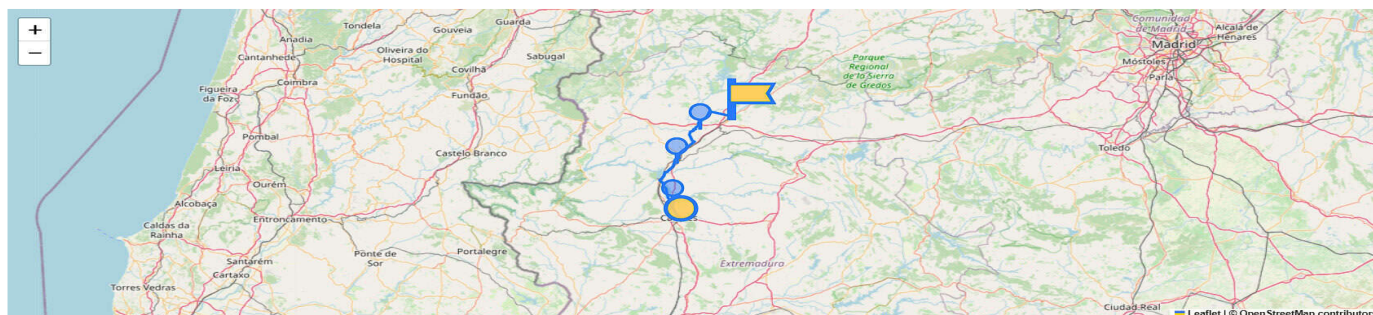 +
−
Tondela
Guarda
Anadia
Gouveia
Cantanhede
Oliveira do
Hospital
Sabugal
Covilhã
Coimbra
Figueira
da Foz
Fundão
Pombal
Castelo Branco
Leiria
Ourém
Alcobaça
Entroncamento
Caldas da
Rainha
Ponte de
Sor
Portalegre
Santarém
Cartaxo
Torres Vedras
Extremadura
Parque
Regional
de la Sierra
de Gredos
Comunidad
de Madrid
Alcalá de
Henares
Madrid
Móstoles
Parla
Toledo
Ciudad Real
Leaflet | © OpenStreetMap contributors